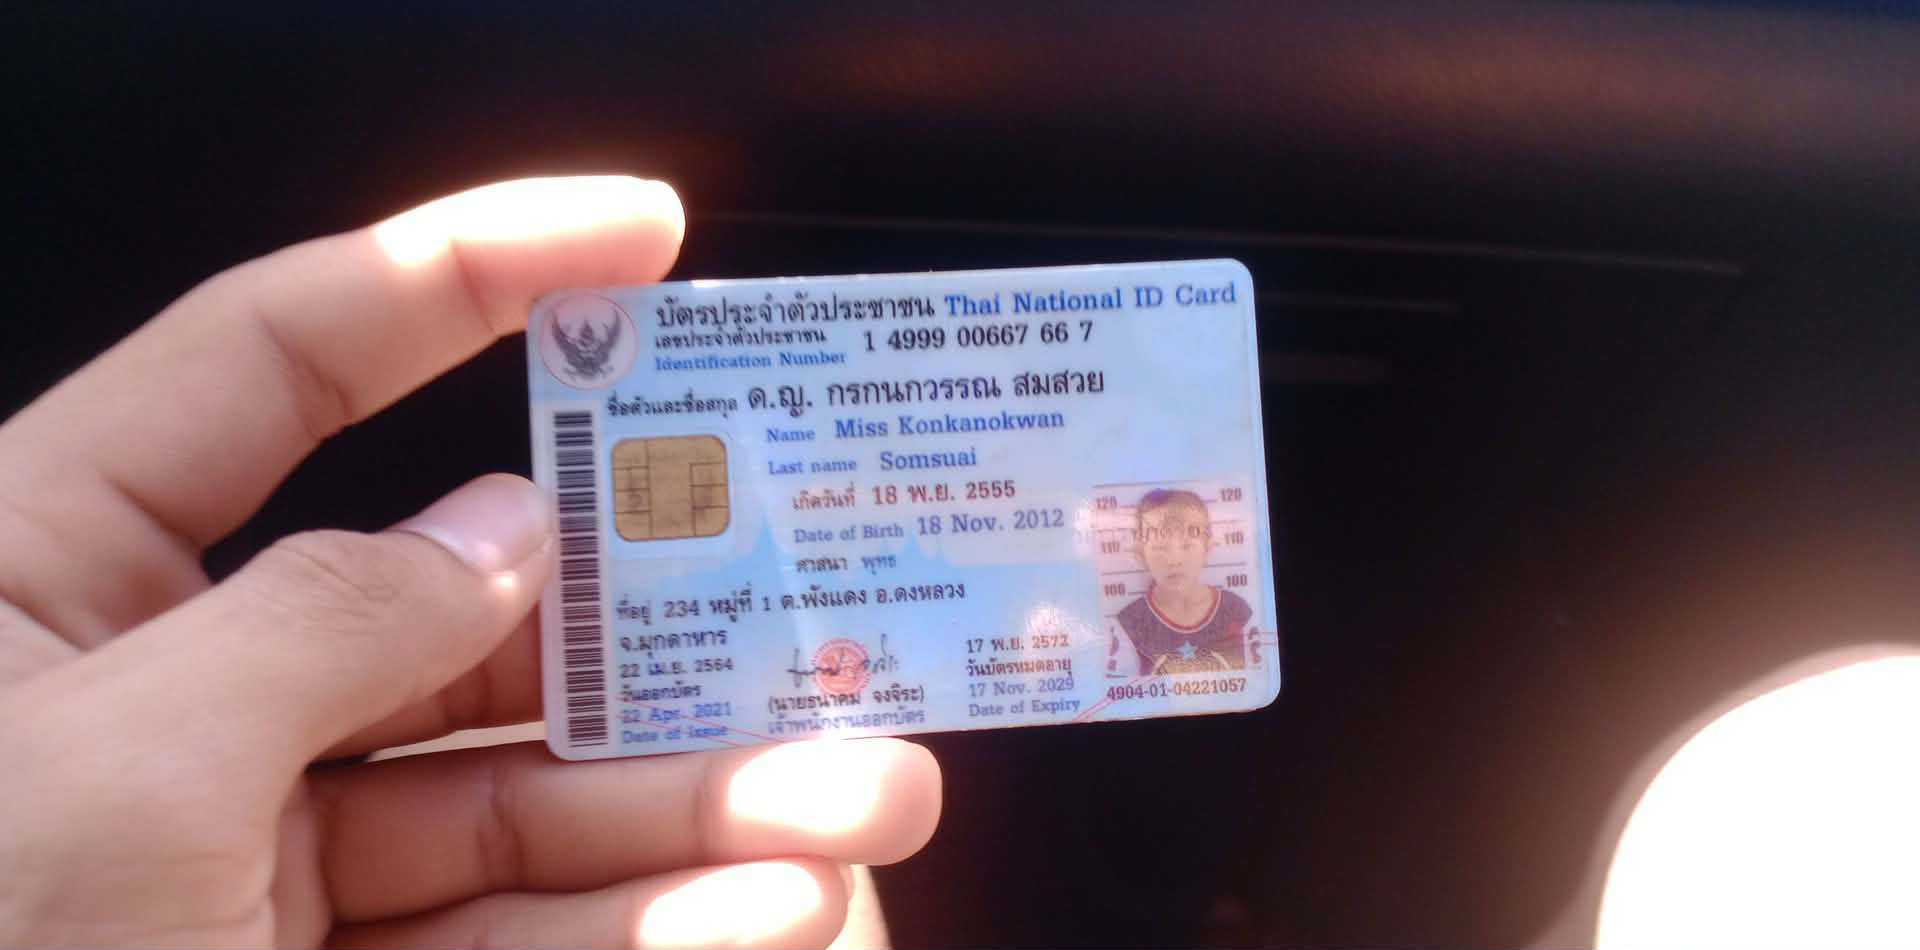 บัตรประจำตัวประชาชน Thai National ID Card
เลขประจำตัวประชาชน
Identification Number
1 4999 00667 66 7
ชื่อตัวและชื่อสกุล ด.ญ. กรกนกวรรณ สมสวย
Name Miss Konkanokwan
Last name Somsuai
เกิดวันที่ 18 พ.ย. 2555
Date of Birth 18 Nov. 2012
ศาสนา พุทธ
ที่อยู่ 234 หมู่ที่ 1 ต.พังแดง อ.ดงหลวง
จ.มุกดาหาร
22 เม.ย. 2564
วันออกบัตร
22 Apr. 2021
Date of Issue
(นายธนาคม จงจิระ)
เจ้าพนักงานออกบัตร
17 พ.ย. 2572
วันบัตรหมดอายุ
17 Nov. 2029
Date of Expiry
120 120
110 110
100 100
4904-01-04221057